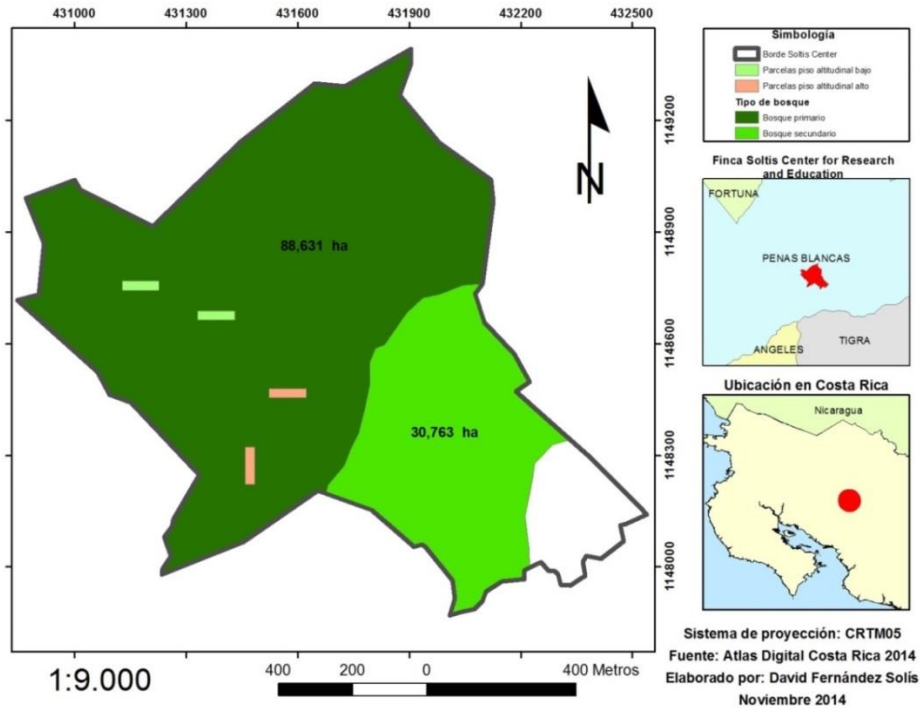 431000
431300
431600
431900
432200
432500
1149200
1148900
1148600
1148300
1148000
N
88,631 ha
30,763 ha
1:9.000
400
200
0
400 Metros
Simbología
Borde Soltis Center
Parcelas piso altitudinal bajo
Parcelas piso altitudinal alto
Tipo de bosque
Bosque primario
Bosque secundario
Finca Soltis Center for Research
and Education
FORTUNA
PENAS BLANCAS
ANGELES
TIGRA
Ubicación en Costa Rica
Nicaragua
Sistema de proyección: CRTM05
Fuente: Atlas Digital Costa Rica 2014
Elaborado por: David Fernández Solís
Noviembre 2014